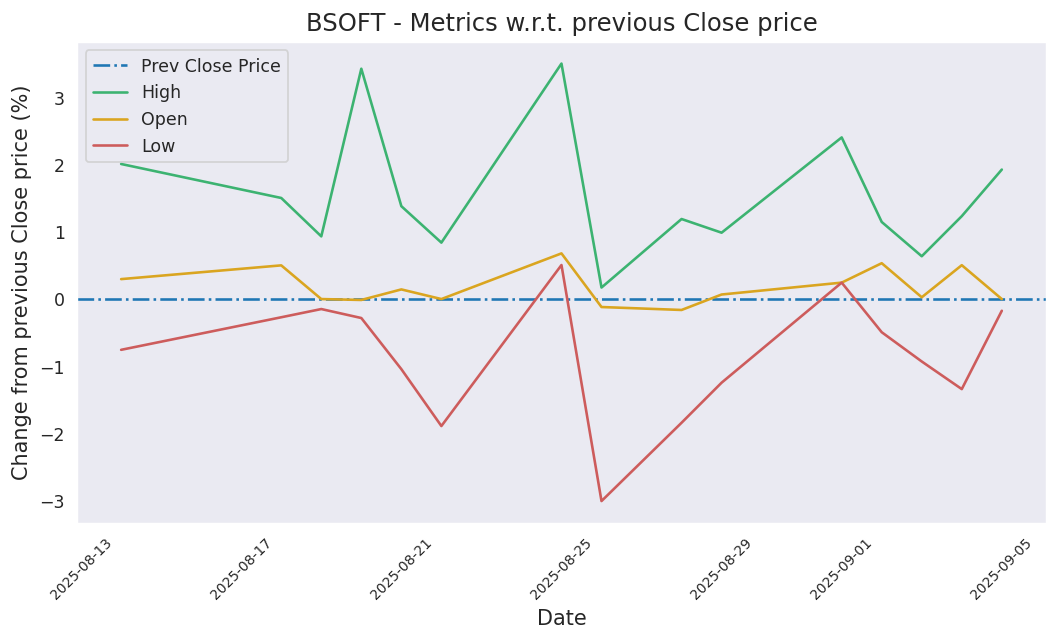 BSOFT - Metrics w.r.t. previous Close price
Prev Close Price
High
Open
Low
Change from previous Close price (%)
3
2
1
0
−1
−2
−3
2025-08-13
2025-08-17
2025-08-21
2025-08-25
2025-08-29
2025-09-01
2025-09-05
Date